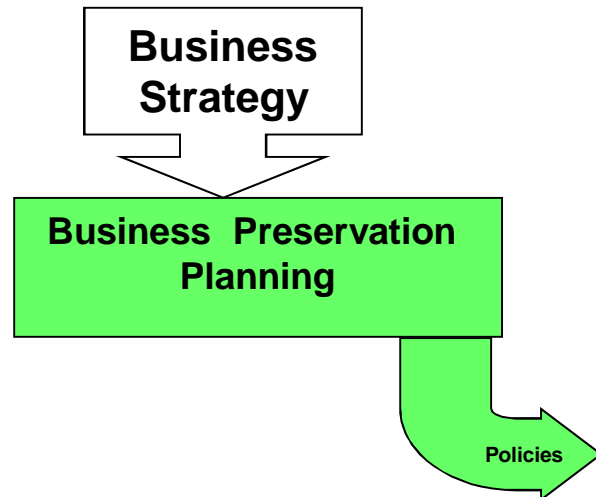 Business
Strategy
Business Preservation
Planning
Policies